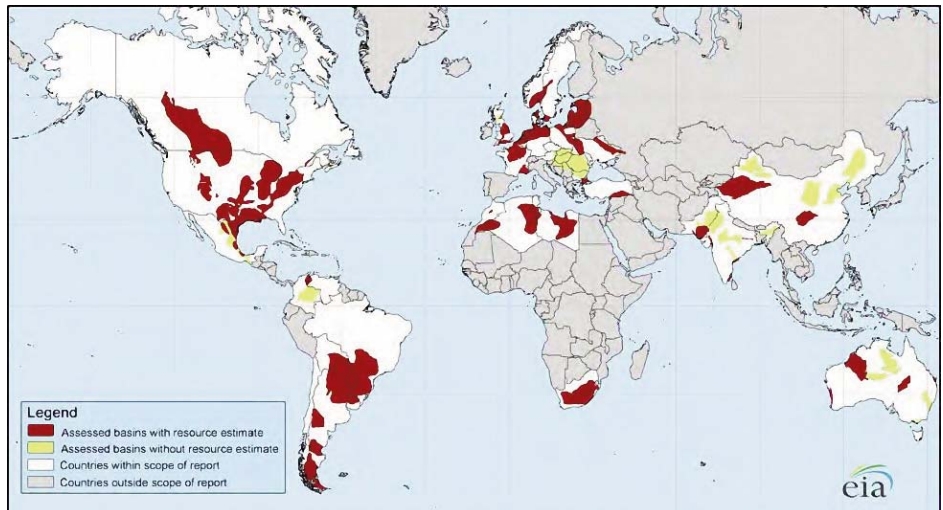 Legend
Assessed basins with resource estimate
Assessed basins without resource estimate
Countries within scope of report
Countries outside scope of report
eia